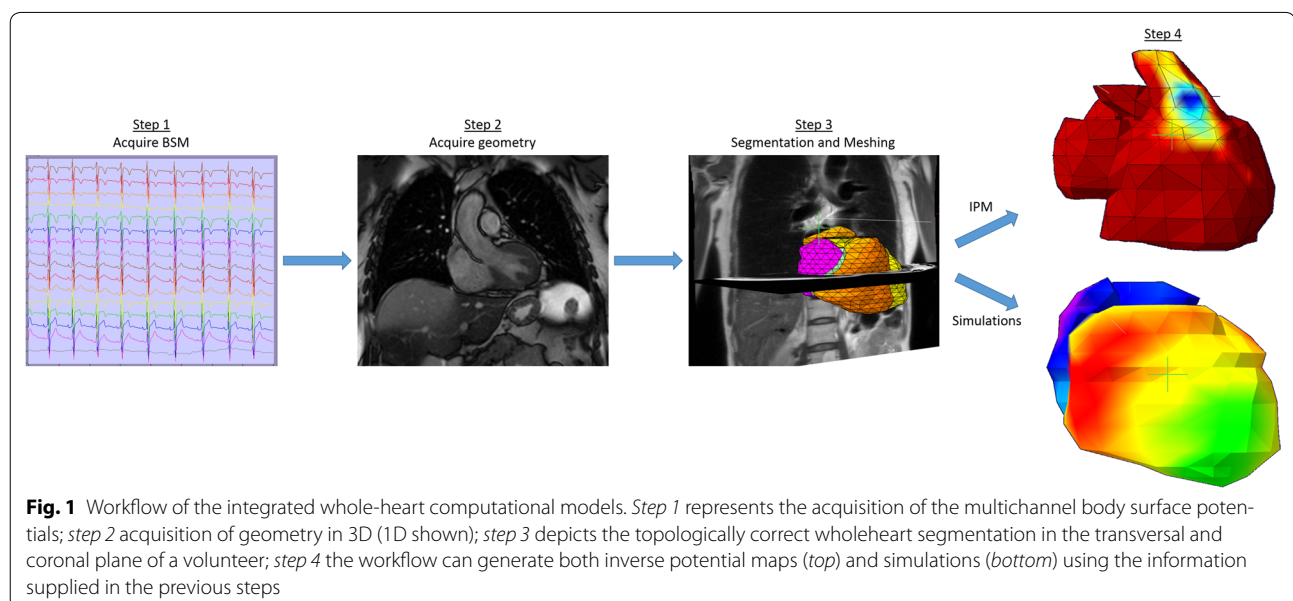 Step 1
Acquire BSM
Step 2
Acquire geometry
Step 3
Segmentation and Meshing
Step 4
IPM
Simulations
Fig. 1 Workflow of the integrated whole-heart computational models. Step 1 represents the acquisition of the multichannel body surface poten-
tials; step 2 acquisition of geometry in 3D (1D shown); step 3 depicts the topologically correct wholeheart segmentation in the transversal and
coronal plane of a volunteer; step 4 the workflow can generate both inverse potential maps (top) and simulations (bottom) using the information
supplied in the previous steps